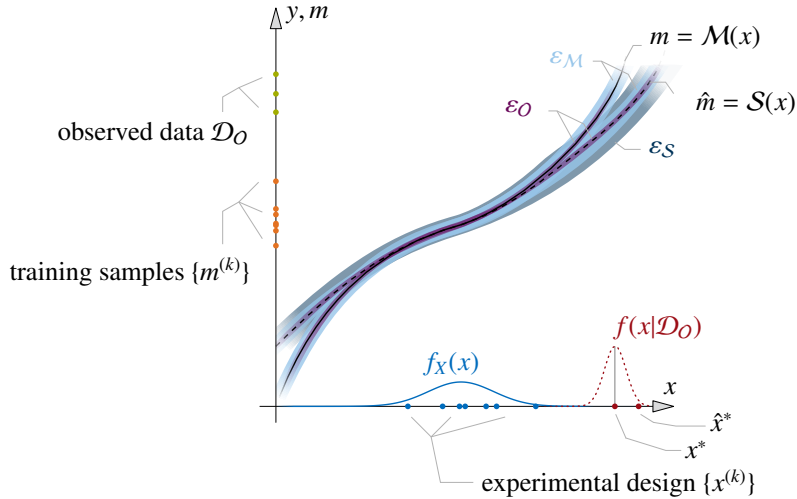 y, m
m = ℳ(x)
ε_ℳ
m̂ = 𝒮(x)
ε_O
observed data 𝒟_O
ε_𝒮
training samples {m^(k)}
f(x|𝒟_O)
f_X(x)
x
x̂*
x*
experimental design {x^(k)}